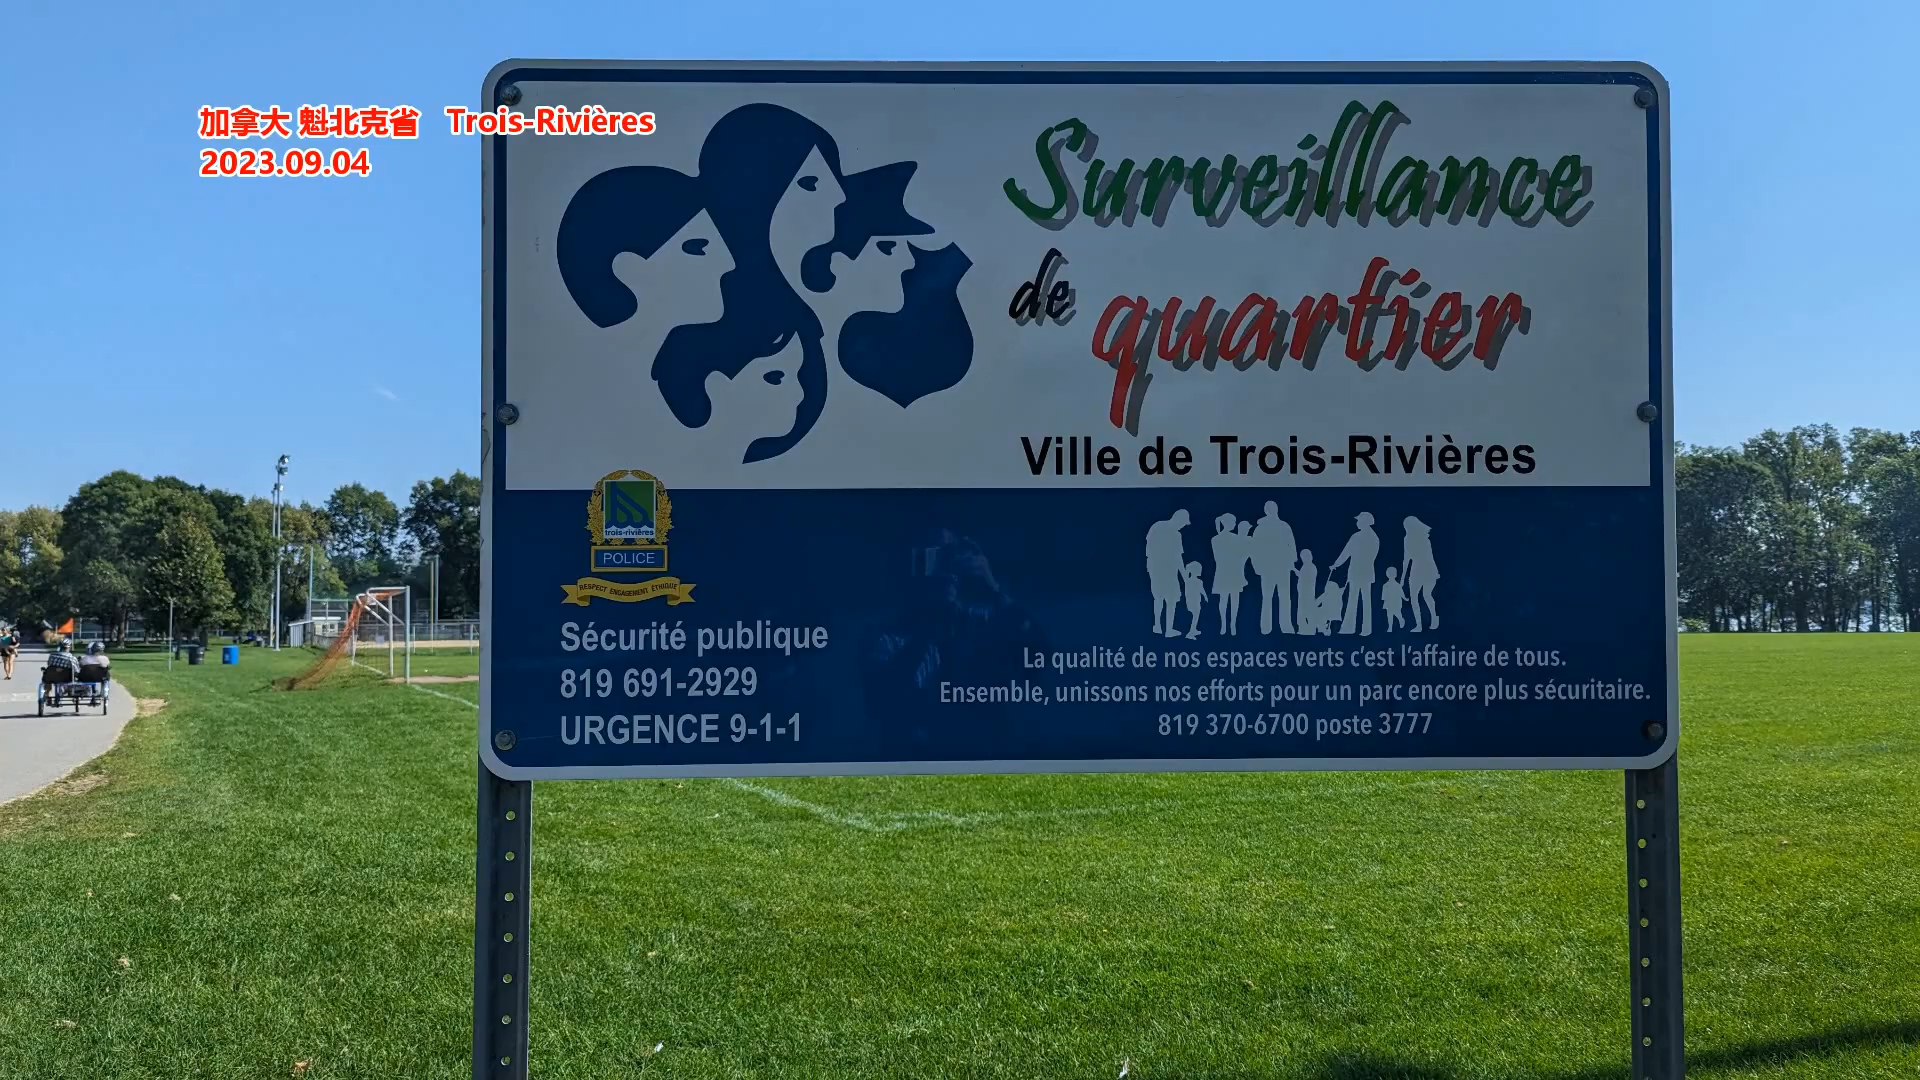 加拿大 魁北克省 Trois-Rivières
2023.09.04
Surveillance
de quartier
Ville de Trois-Rivières
trois-rivières
POLICE
RESPECT ENGAGEMENT ÉTHIQUE
Sécurité publique
819 691-2929
URGENCE 9-1-1
La qualité de nos espaces verts c'est l'affaire de tous.
Ensemble, unissons nos efforts pour un parc encore plus sécuritaire.
819 370-6700 poste 3777